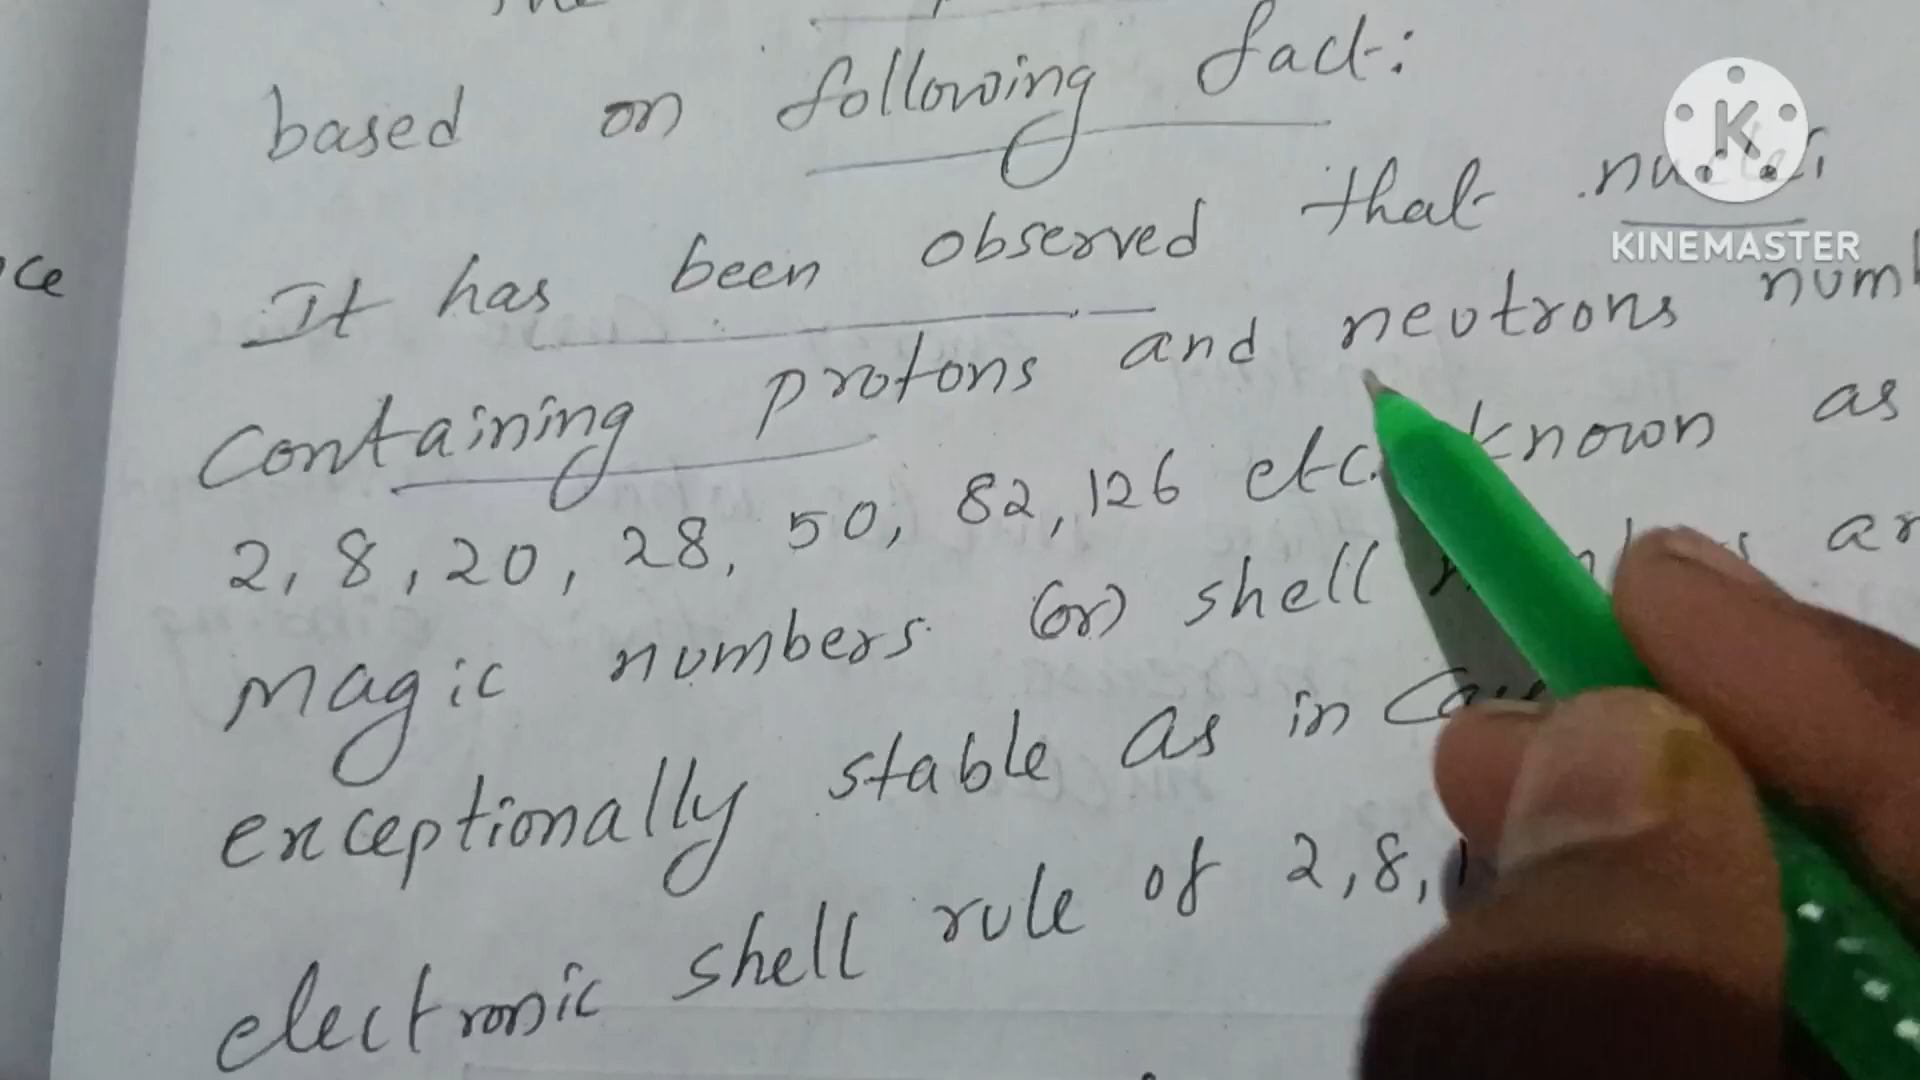 The
based on following fact:
It has been observed that
ce
containing protons and neutrons
2, 8, 20, 28, 50, 82, 126 etc. known as
magic numbers (or) shell
exceptionally stable as in
electronic shell rule of 2, 8,
K
KINEMASTER